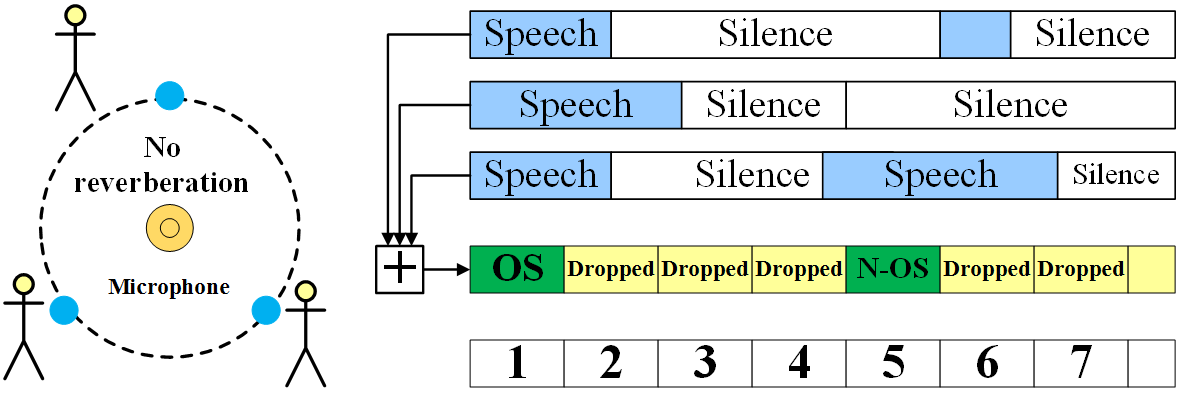 No
reverberation
Microphone
Speech Silence Silence
Speech Silence Silence
Speech Silence Speech Silence
+
OS Dropped Dropped Dropped N-OS Dropped Dropped
1 2 3 4 5 6 7